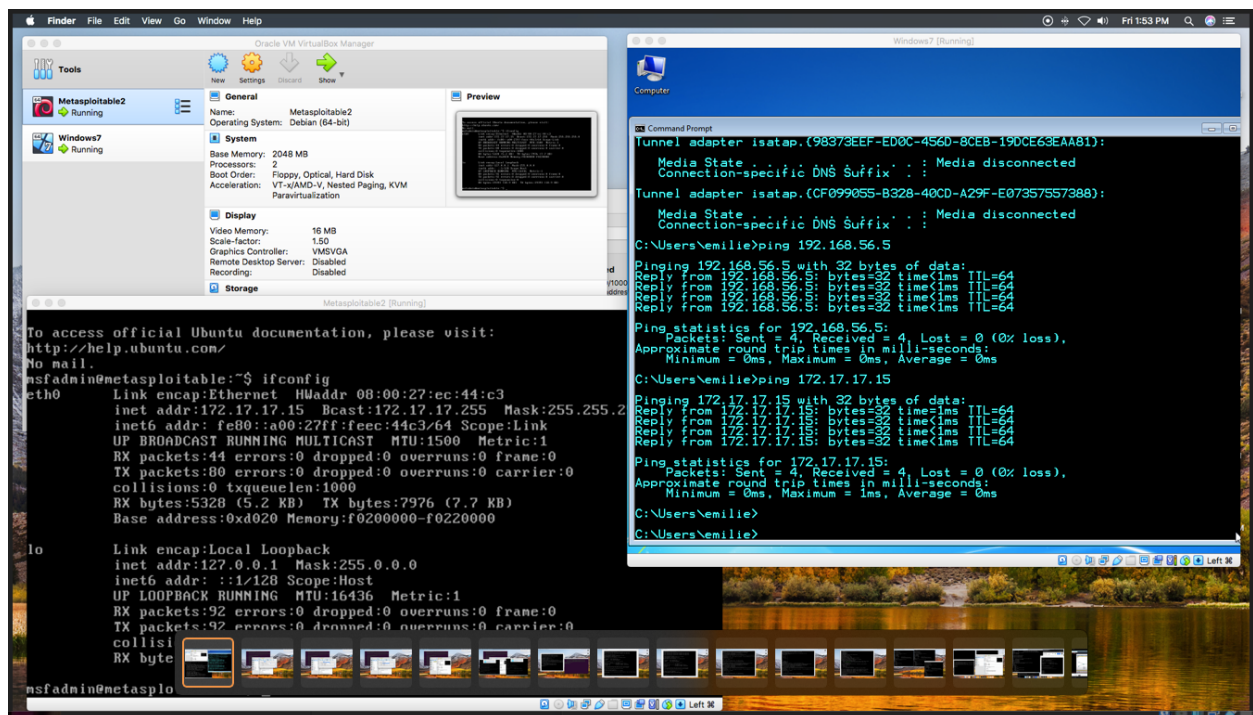 Finder File Edit View Go Window Help
Fri 1:53 PM
Oracle VM VirtualBox Manager
Tools
New Settings Discard Show
Metasploitable2
Running
Windows7
Running
General
Name: Metasploitable2
Operating System: Debian (64-bit)
System
Base Memory: 2048 MB
Processors: 2
Boot Order: Floppy, Optical, Hard Disk
Acceleration: VT-x/AMD-V, Nested Paging, KVM
Paravirtualization
Display
Video Memory: 16 MB
Scale-factor: 1.50
Graphics Controller: VMSVGA
Remote Desktop Server: Disabled
Recording: Disabled
Storage
Preview
Metasploitable2 [Running]
To access official Ubuntu documentation, please visit:
http://help.ubuntu.com/
No mail.
msfadmin@metasploitable:~$ ifconfig
eth0 Link encap:Ethernet HWaddr 08:00:27:ec:44:c3
inet addr:172.17.17.15 Bcast:172.17.17.255 Mask:255.255.2
inet6 addr: fe80::a00:27ff:feec:44c3/64 Scope:Link
UP BROADCAST RUNNING MULTICAST MTU:1500 Metric:1
RX packets:44 errors:0 dropped:0 overruns:0 frame:0
TX packets:80 errors:0 dropped:0 overruns:0 carrier:0
collisions:0 txqueuelen:1000
RX bytes:5328 (5.2 KB) TX bytes:7976 (7.7 KB)
Base address:0xd020 Memory:f0200000-f0220000
lo Link encap:Local Loopback
inet addr:127.0.0.1 Mask:255.0.0.0
inet6 addr: ::1/128 Scope:Host
UP LOOPBACK RUNNING MTU:16436 Metric:1
RX packets:92 errors:0 dropped:0 overruns:0 frame:0
TX packets:92 errors:0 dropped:0 overruns:0 carrier:0
collisi
RX byte
msfadmin@metasplo
Left ⌘
Windows7 [Running]
Computer
Command Prompt
Tunnel adapter isatap.{98373EEF-ED0C-456D-8CEB-19DCE63EAA81}:
Media State . . . . . . . . . . . : Media disconnected
Connection-specific DNS Suffix . :
Tunnel adapter isatap.{CF099055-B328-40CD-A29F-E07357557388}:
Media State . . . . . . . . . . . : Media disconnected
Connection-specific DNS Suffix . :
C:\Users\emilie>ping 192.168.56.5
Pinging 192.168.56.5 with 32 bytes of data:
Reply from 192.168.56.5: bytes=32 time<1ms TTL=64
Reply from 192.168.56.5: bytes=32 time<1ms TTL=64
Reply from 192.168.56.5: bytes=32 time<1ms TTL=64
Reply from 192.168.56.5: bytes=32 time<1ms TTL=64
Ping statistics for 192.168.56.5:
Packets: Sent = 4, Received = 4, Lost = 0 (0% loss),
Approximate round trip times in milli-seconds:
Minimum = 0ms, Maximum = 0ms, Average = 0ms
C:\Users\emilie>ping 172.17.17.15
Pinging 172.17.17.15 with 32 bytes of data:
Reply from 172.17.17.15: bytes=32 time=1ms TTL=64
Reply from 172.17.17.15: bytes=32 time<1ms TTL=64
Reply from 172.17.17.15: bytes=32 time<1ms TTL=64
Reply from 172.17.17.15: bytes=32 time<1ms TTL=64
Ping statistics for 172.17.17.15:
Packets: Sent = 4, Received = 4, Lost = 0 (0% loss),
Approximate round trip times in milli-seconds:
Minimum = 0ms, Maximum = 1ms, Average = 0ms
C:\Users\emilie>
C:\Users\emilie>
Left ⌘